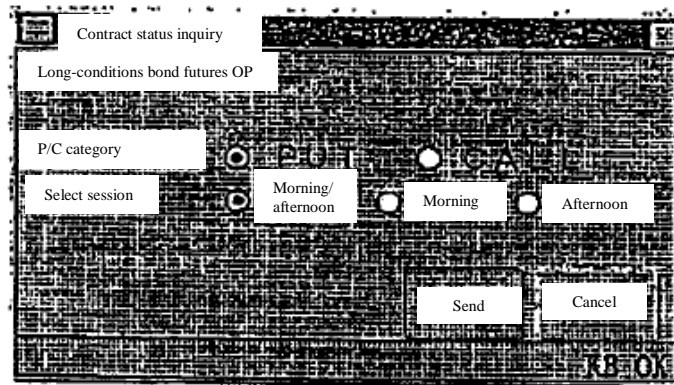 Contract status inquiry
Long-conditions bond futures OP
P/C category PUT CALL
Select session Morning/
afternoon Morning Afternoon
Send Cancel
KB OK